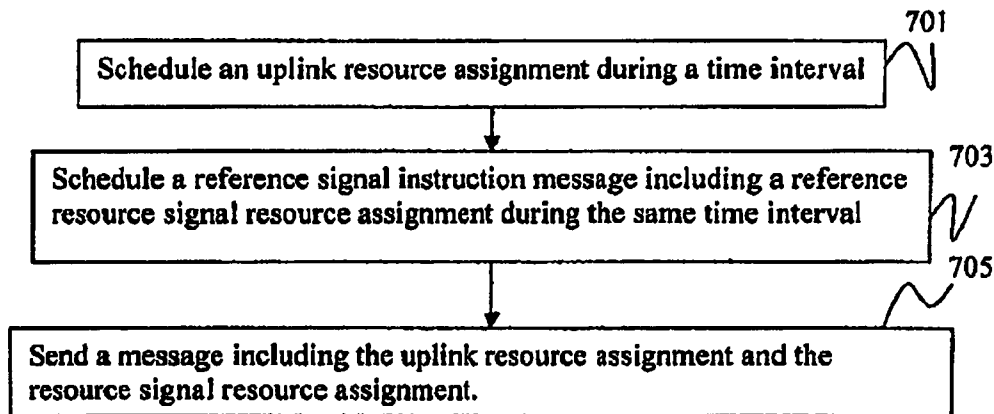 701
Schedule an uplink resource assignment during a time interval
703
Schedule a reference signal instruction message including a reference
resource signal resource assignment during the same time interval
705
Send a message including the uplink resource assignment and the
resource signal resource assignment.